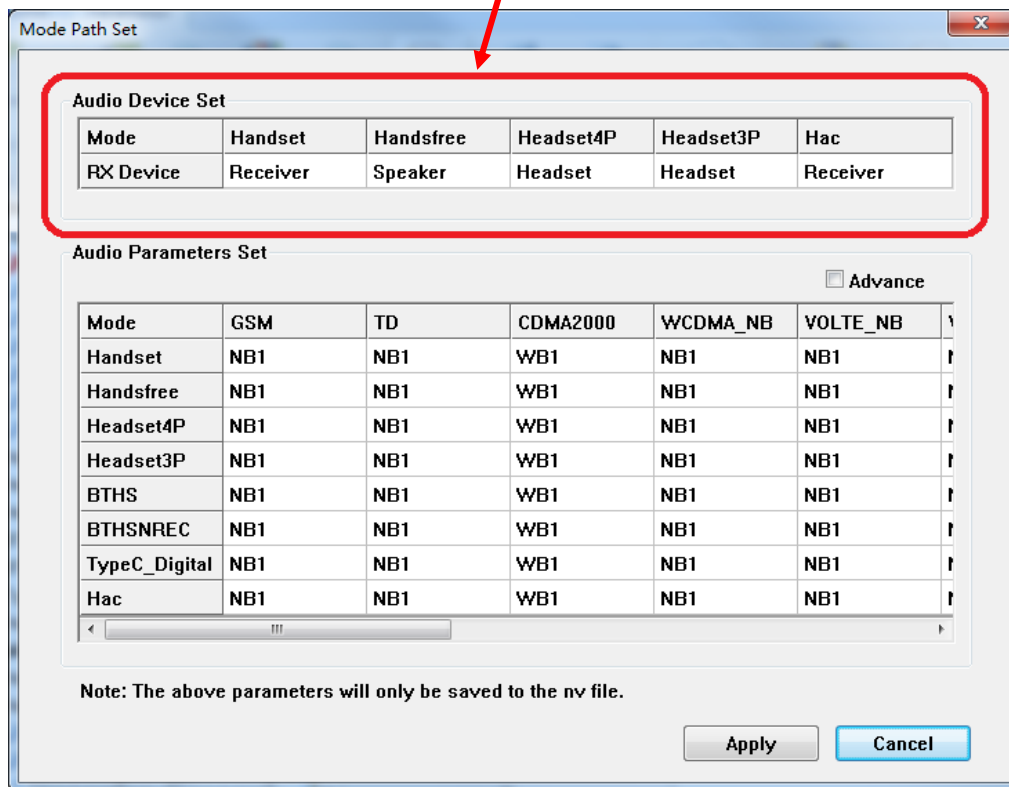 Mode Path Set
Audio Device Set
Mode Handset Handsfree Headset4P Headset3P Hac
RX Device Receiver Speaker Headset Headset Receiver
Audio Parameters Set
Advance
Mode GSM TD CDMA2000 WCDMA_NB VOLTE_NB
Handset NB1 NB1 WB1 NB1 NB1
Handsfree NB1 NB1 WB1 NB1 NB1
Headset4P NB1 NB1 WB1 NB1 NB1
Headset3P NB1 NB1 WB1 NB1 NB1
BTHS NB1 NB1 WB1 NB1 NB1
BTHSNREC NB1 NB1 WB1 NB1 NB1
TypeC_Digital NB1 NB1 WB1 NB1 NB1
Hac NB1 NB1 WB1 NB1 NB1
Note: The above parameters will only be saved to the nv file.
Apply Cancel